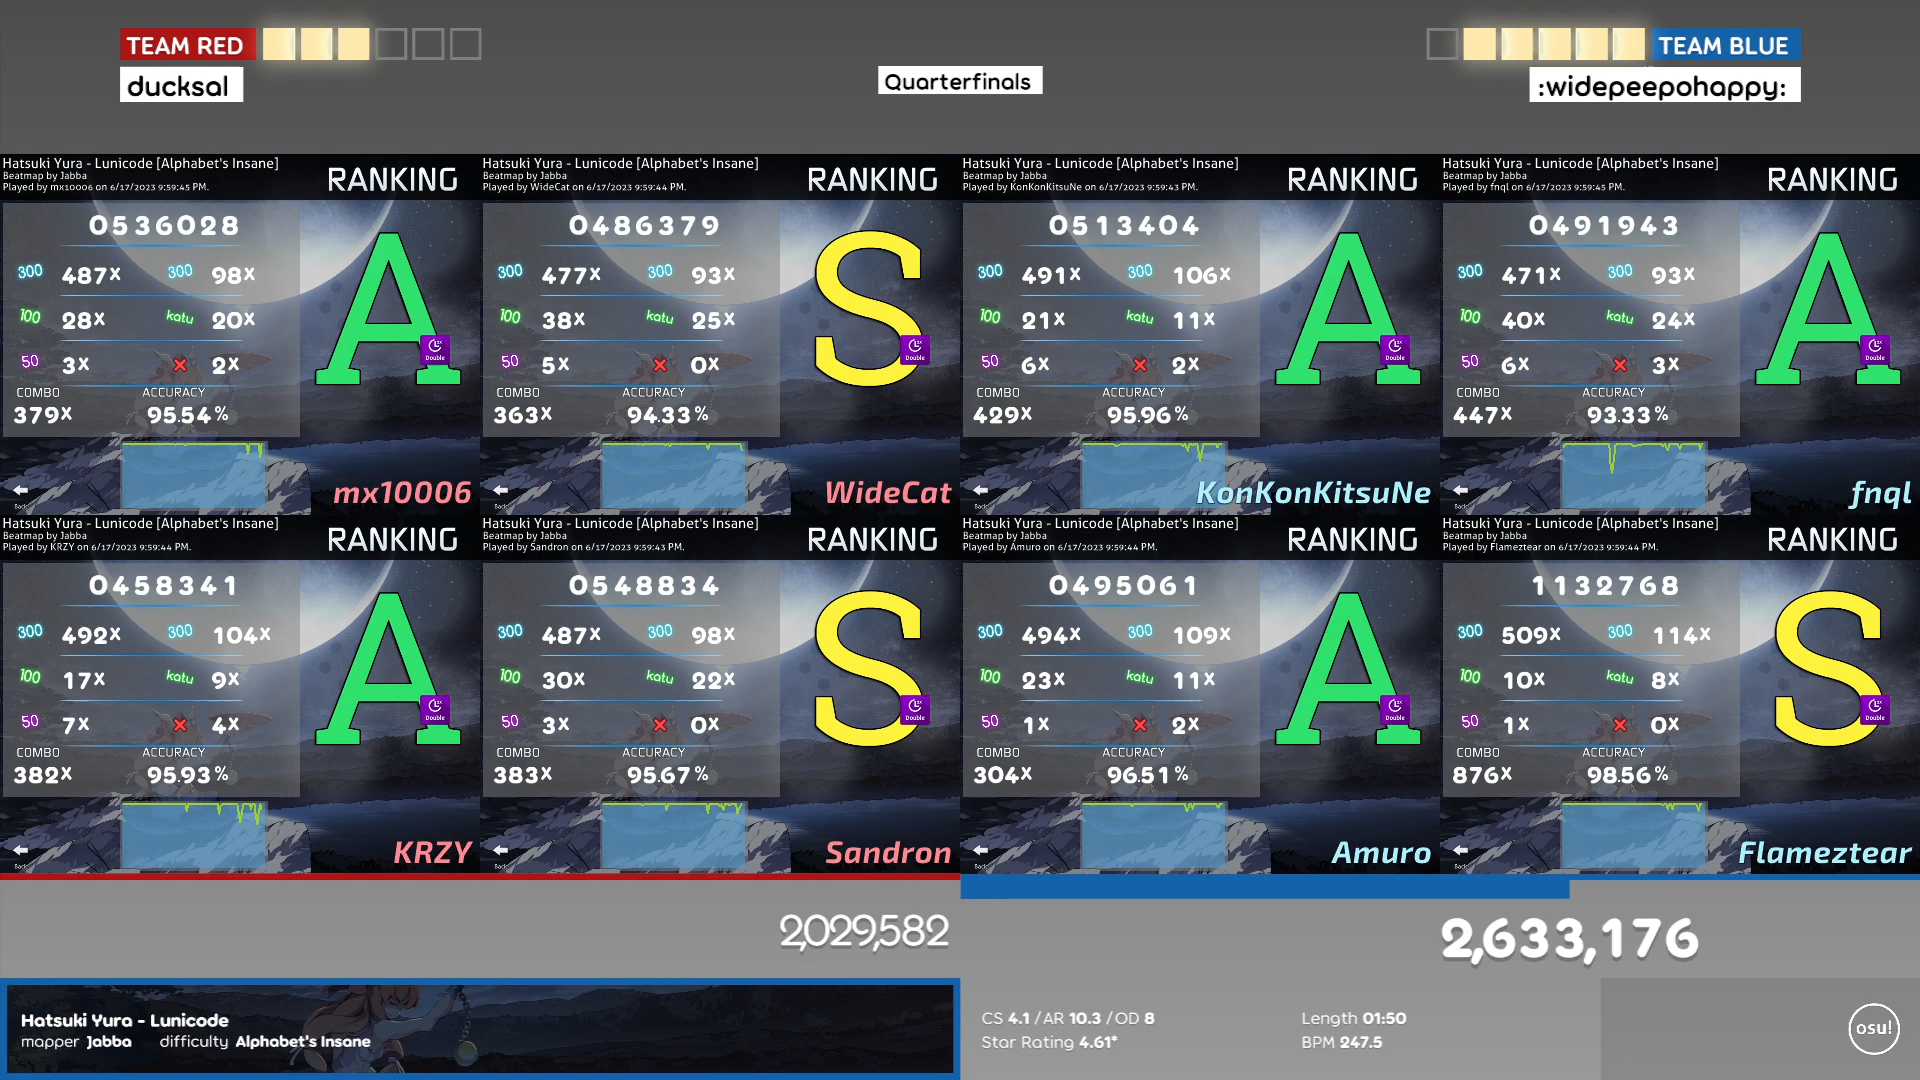 TEAM RED
ducksal
Quarterfinals
TEAM BLUE
:widepeepohappy:
Hatsuki Yura - Lunicode [Alphabet's Insane]
Beatmap by Jabba
Played by mx10006 on 6/17/2023 9:59:45 PM.
RANKING
0536028
300 487x 300 98x
100 28x katu 20x
50 3x 2x
COMBO ACCURACY
379x 95.54%
Double
Back
mx10006
Hatsuki Yura - Lunicode [Alphabet's Insane]
Beatmap by Jabba
Played by WideCat on 6/17/2023 9:59:44 PM.
RANKING
0486379
300 477x 300 93x
100 38x katu 25x
50 5x 0x
COMBO ACCURACY
363x 94.33%
S
Double
Back
WideCat
Hatsuki Yura - Lunicode [Alphabet's Insane]
Beatmap by Jabba
Played by KonKonKitsuNe on 6/17/2023 9:59:43 PM.
RANKING
0513404
300 491x 300 106x
100 21x katu 11x
50 6x 2x
COMBO ACCURACY
429x 95.96%
A
Double
Back
KonKonKitsuNe
Hatsuki Yura - Lunicode [Alphabet's Insane]
Beatmap by Jabba
Played by fnql on 6/17/2023 9:59:45 PM.
RANKING
0491943
300 471x 300 93x
100 40x katu 24x
50 6x 3x
COMBO ACCURACY
447x 93.33%
A
Double
Back
fnql
Hatsuki Yura - Lunicode [Alphabet's Insane]
Beatmap by Jabba
Played by KRZY on 6/17/2023 9:59:44 PM.
RANKING
0458341
300 492x 300 104x
100 17x katu 9x
50 7x 4x
COMBO ACCURACY
382x 95.93%
A
Double
Back
KRZY
Hatsuki Yura - Lunicode [Alphabet's Insane]
Beatmap by Jabba
Played by Sandron on 6/17/2023 9:59:43 PM.
RANKING
0548834
300 487x 300 98x
100 30x katu 22x
50 3x 0x
COMBO ACCURACY
383x 95.67%
S
Double
Back
Sandron
Hatsuki Yura - Lunicode [Alphabet's Insane]
Beatmap by Jabba
Played by Amuro on 6/17/2023 9:59:44 PM.
RANKING
0495061
300 494x 300 109x
100 23x katu 11x
50 1x 2x
COMBO ACCURACY
304x 96.51%
A
Double
Back
Amuro
Hatsuki Yura - Lunicode [Alphabet's Insane]
Beatmap by Jabba
Played by Flameztear on 6/17/2023 9:59:44 PM.
RANKING
1132768
300 509x 300 114x
100 10x katu 8x
50 1x 0x
COMBO ACCURACY
876x 98.56%
S
Double
Back
Flameztear
2,029,582
2,633,176
Hatsuki Yura - Lunicode
mapper Jabba difficulty Alphabet's Insane
CS 4.1 / AR 10.3 / OD 8
Star Rating 4.61*
Length 01:50
BPM 247.5
osu!